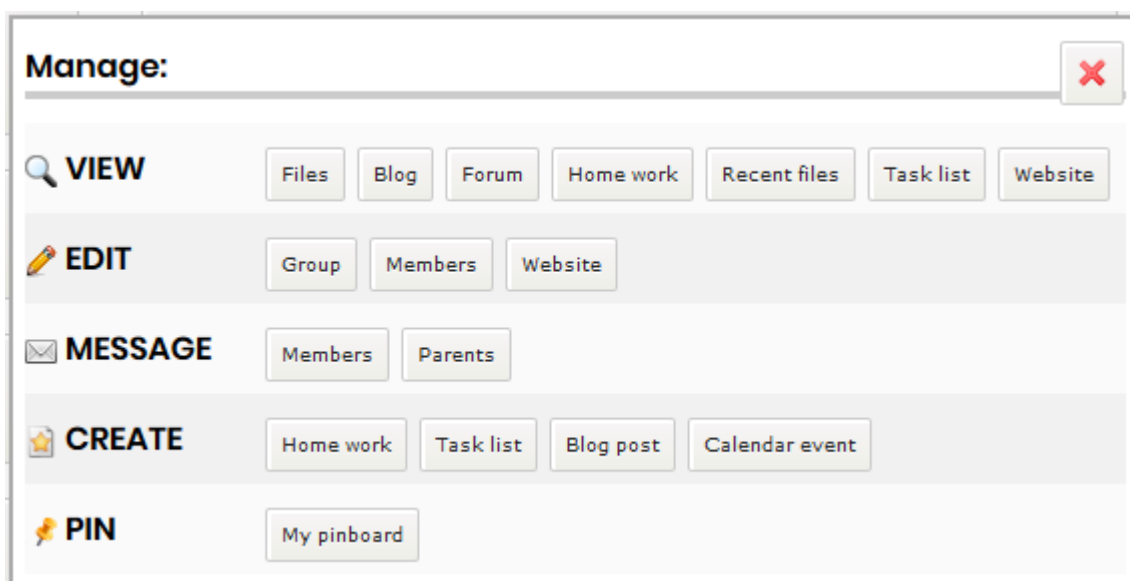 Manage:
VIEW Files Blog Forum Home work Recent files Task list Website
EDIT Group Members Website
MESSAGE Members Parents
CREATE Home work Task list Blog post Calendar event
PIN My pinboard